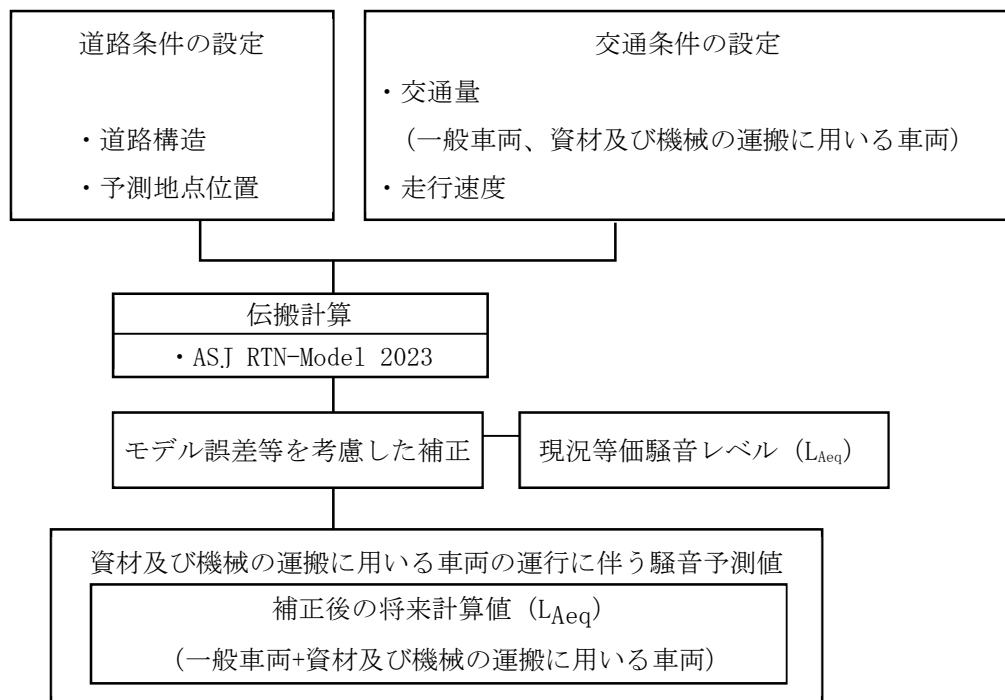 道路条件の設定
・道路構造
・予測地点位置
交通条件の設定
・交通量
（一般車両、資材及び機械の運搬に用いる車両）
・走行速度
伝搬計算
・ASJ RTN-Model 2023
モデル誤差等を考慮した補正
現況等価騒音レベル（LAeq）
資材及び機械の運搬に用いる車両の運行に伴う騒音予測値
補正後の将来計算値（LAeq）
（一般車両+資材及び機械の運搬に用いる車両）